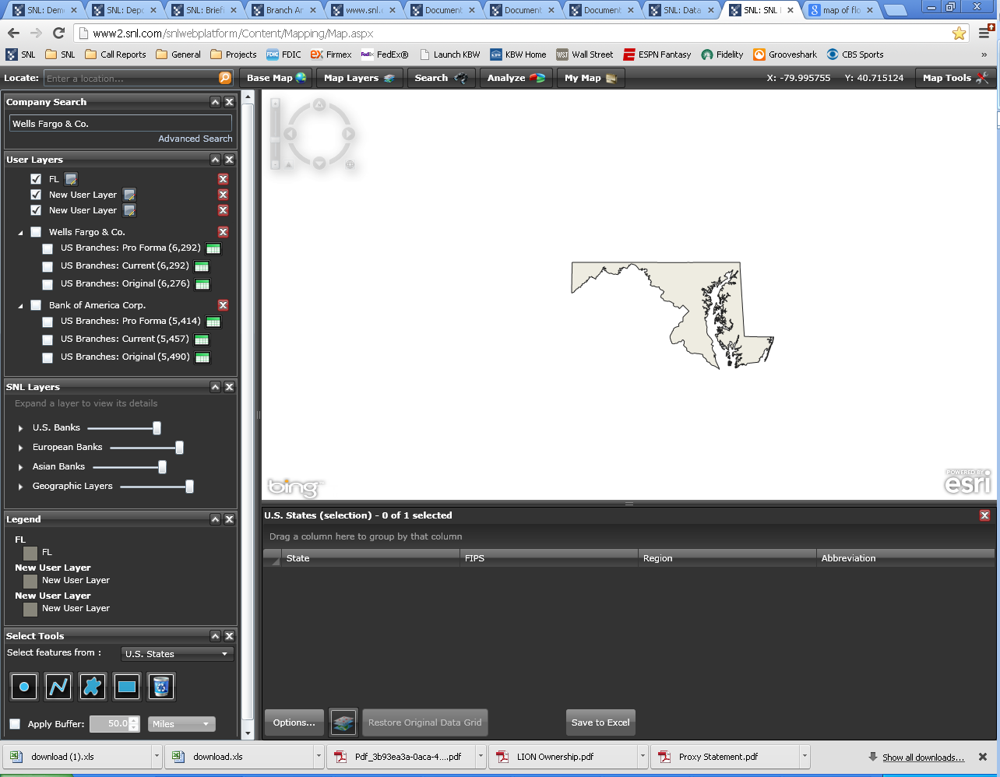 SNL: Dem
SNL: Depo
SNL: Briefi
Branch Ar
www.snl.
Document
Document
Document
SNL: Data
SNL: SNL
map of flo
www2.snl.com/snlwebplatform/Content/Mapping/Map.aspx
SNL
SNL
Call Reports
General
Projects
FDIC
Firmex
FedEx®
Launch KBW
KBW Home
Wall Street
ESPN Fantasy
Fidelity
Grooveshark
CBS Sports
»
Locate: Enter a location...
Base Map
Map Layers
Search
Analyze
My Map
X: -79.995755 Y: 40.715124
Map Tools
Company Search
Wells Fargo & Co.
Advanced Search
User Layers
FL
New User Layer
New User Layer
Wells Fargo & Co.
US Branches: Pro Forma (6,292)
US Branches: Current (6,292)
US Branches: Original (6,276)
Bank of America Corp.
US Branches: Pro Forma (5,414)
US Branches: Current (5,457)
US Branches: Original (5,490)
SNL Layers
Expand a layer to view its details
U.S. Banks
European Banks
Asian Banks
Geographic Layers
Legend
FL
FL
New User Layer
New User Layer
New User Layer
New User Layer
Select Tools
Select features from : U.S. States
Apply Buffer: 50.0 Miles
bing
POWERED BY
esri
U.S. States (selection) - 0 of 1 selected
Drag a column here to group by that column
State FIPS Region Abbreviation
Options...
Restore Original Data Grid
Save to Excel
download (1).xls
download.xls
Pdf_3b93ea3a-0aca-4....pdf
LION Ownership.pdf
Proxy Statement.pdf
Show all downloads...